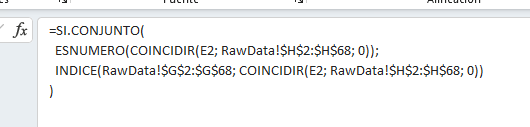 fx
=SI.CONJUNTO(
ESNUMERO(COINCIDIR(E2; RawData!$H$2:$H$68; 0));
INDICE(RawData!$G$2:$G$68; COINCIDIR(E2; RawData!$H$2:$H$68; 0))
)